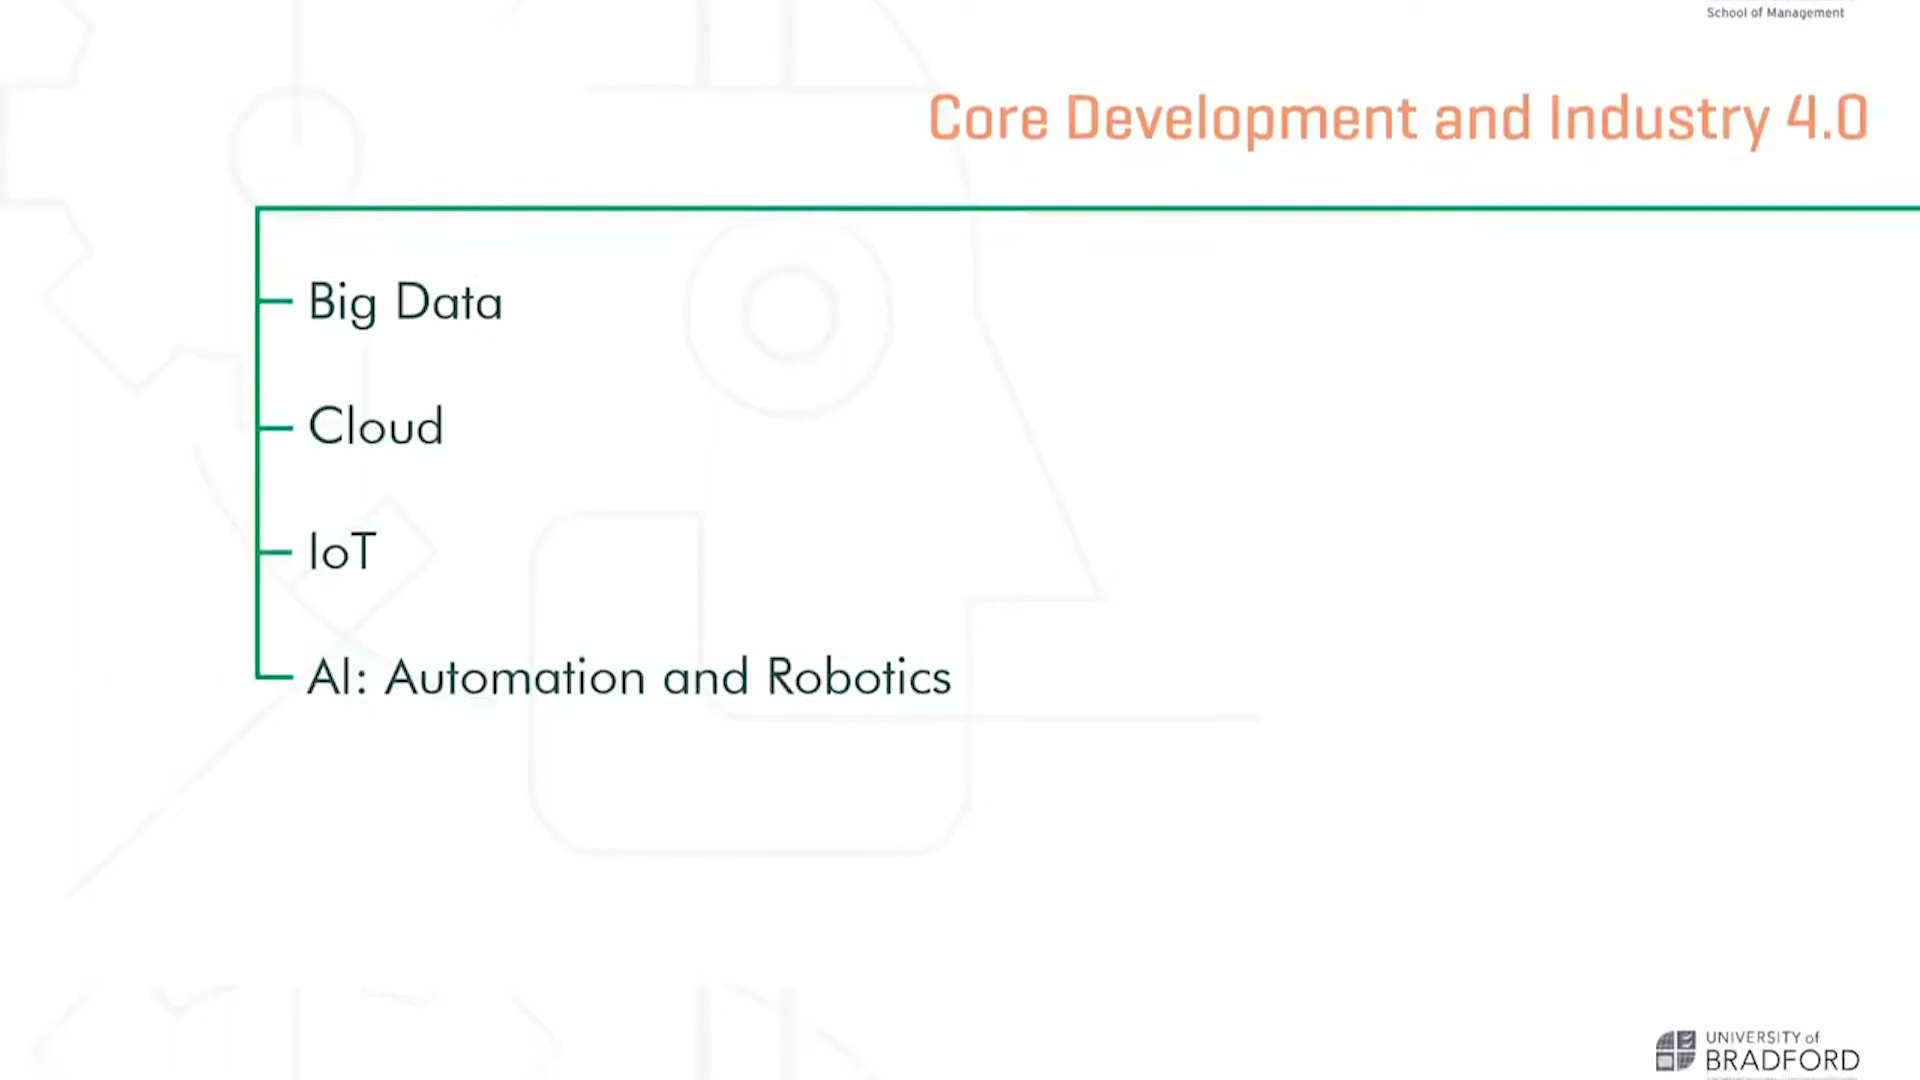 School of Management
Core Development and Industry 4.0
Big Data
Cloud
IoT
AI: Automation and Robotics
UNIVERSITY of
BRADFORD